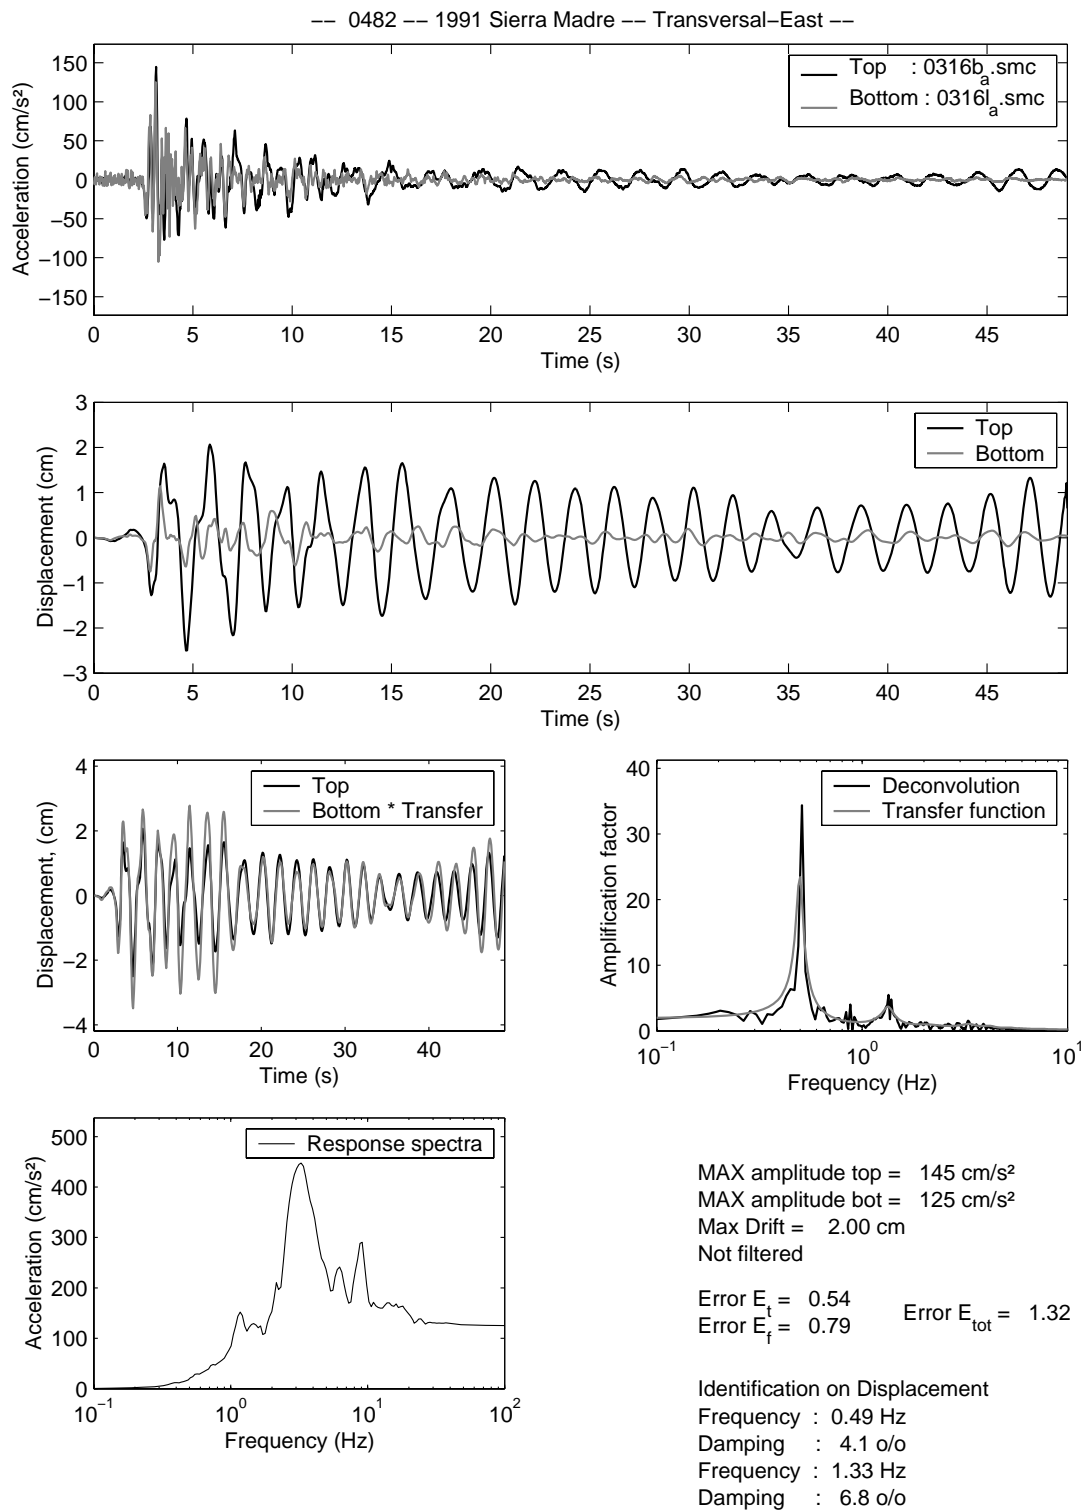 -- 0482 -- 1991 Sierra Madre -- Transversal-East --
150
100
50
0
-50
-100
-150
Acceleration (cm/s²)
Top : 0316b_a.smc
Bottom : 0316l_a.smc
0 5 10 15 20 25 30 35 40 45
Time (s)
3
2
1
0
-1
-2
-3
Displacement (cm)
Top
Bottom
0 5 10 15 20 25 30 35 40 45
Time (s)
4
2
0
-2
-4
Displacement, (cm)
Top
Bottom * Transfer
0 10 20 30 40
Time (s)
40
30
20
10
0
Amplification factor
Deconvolution
Transfer function
10^-1 10^0 10^1
Frequency (Hz)
500
400
300
200
100
0
Acceleration (cm/s²)
Response spectra
10^-1 10^0 10^1 10^2
Frequency (Hz)
MAX amplitude top = 145 cm/s²
MAX amplitude bot = 125 cm/s²
Max Drift = 2.00 cm
Not filtered
Error E_t = 0.54
Error E_f = 0.79
Error E_tot = 1.32
Identification on Displacement
Frequency : 0.49 Hz
Damping : 4.1 o/o
Frequency : 1.33 Hz
Damping : 6.8 o/o